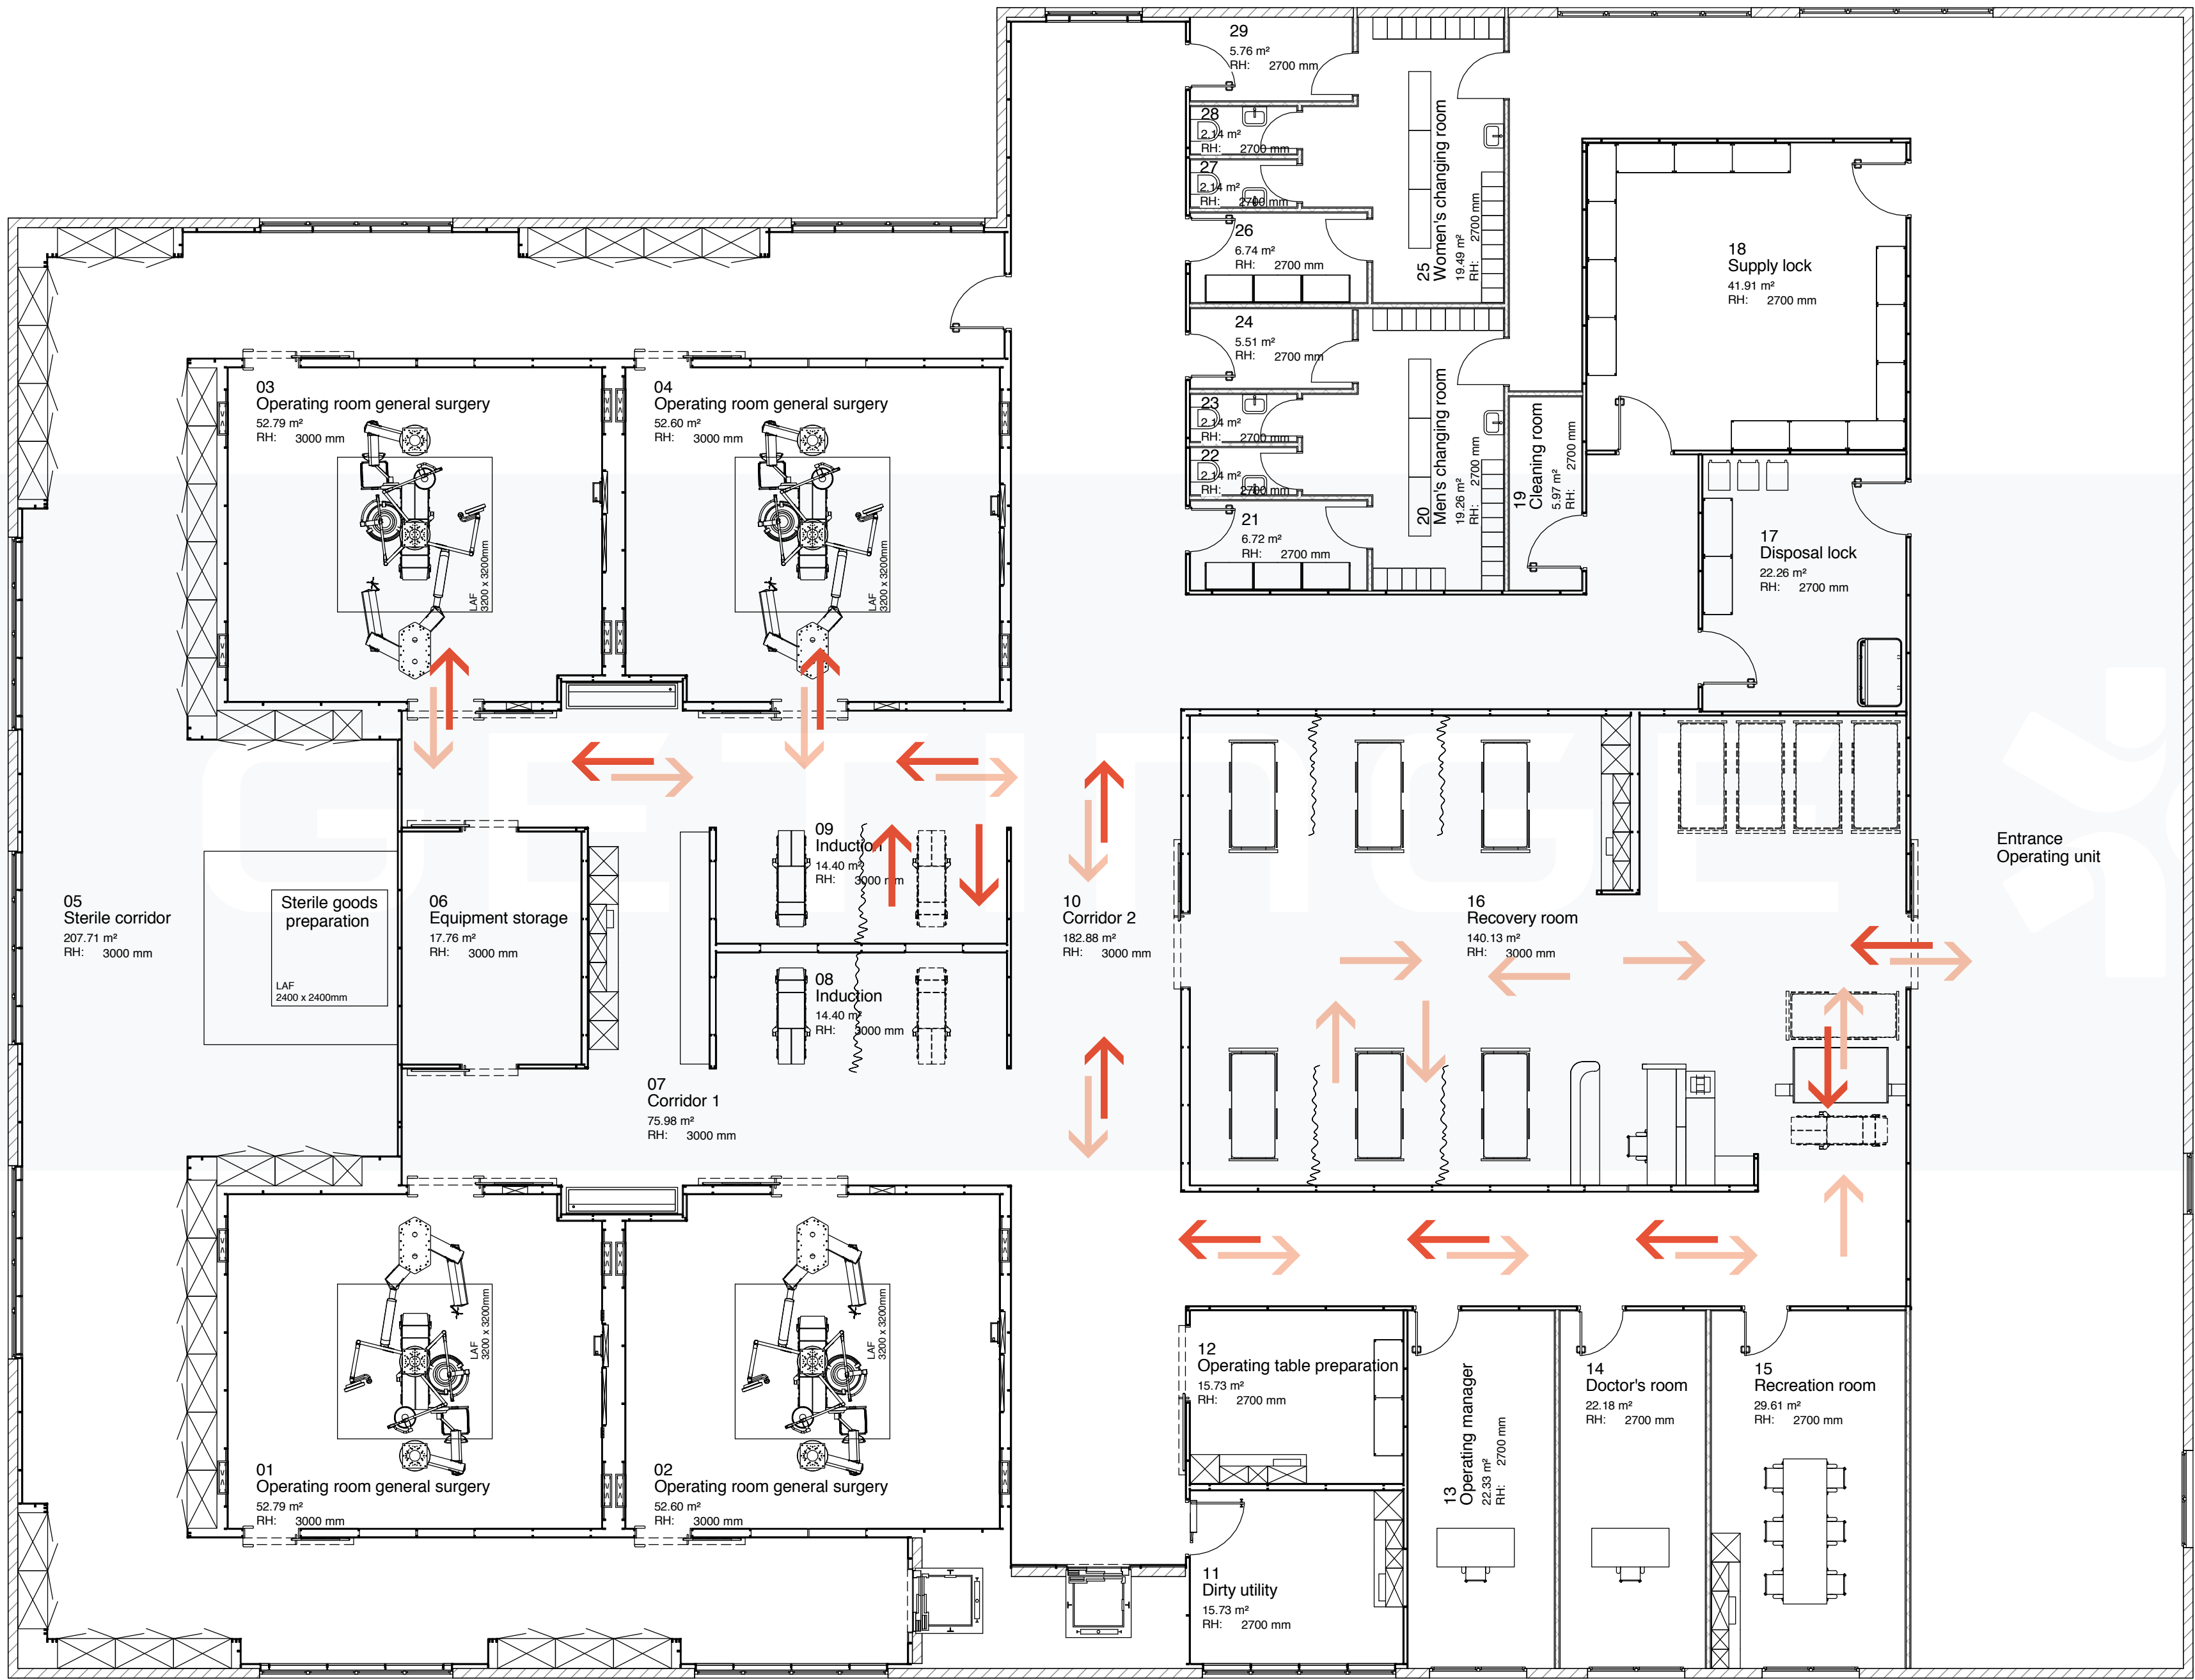 29
5.76 m²
RH: 2700 mm
28
2.14 m²
RH: 2700 mm
27
2.14 m²
RH: 2700 mm
26
6.74 m²
RH: 2700 mm
25
Women's changing room
19.49 m²
RH: 2700 mm
18
Supply lock
41.91 m²
RH: 2700 mm
24
5.51 m²
RH: 2700 mm
23
2.14 m²
RH: 2700 mm
22
2.14 m²
RH: 2700 mm
21
6.72 m²
RH: 2700 mm
20
Men's changing room
19.26 m²
RH: 2700 mm
19
Cleaning room
5.97 m²
RH: 2700 mm
17
Disposal lock
22.26 m²
RH: 2700 mm
03
Operating room general surgery
52.79 m²
RH: 3000 mm
LAF
3200 x 3200mm
04
Operating room general surgery
52.60 m²
RH: 3000 mm
LAF
3200 x 3200mm
GETINGE
05
Sterile corridor
207.71 m²
RH: 3000 mm
Sterile goods
preparation
LAF
2400 x 2400mm
06
Equipment storage
17.76 m²
RH: 3000 mm
09
Induction
14.40 m²
RH: 3000 mm
08
Induction
14.40 m²
RH: 3000 mm
07
Corridor 1
75.98 m²
RH: 3000 mm
10
Corridor 2
182.88 m²
RH: 3000 mm
16
Recovery room
140.13 m²
RH: 3000 mm
Entrance
Operating unit
LAF
3200 x 3200mm
01
Operating room general surgery
52.79 m²
RH: 3000 mm
LAF
3200 x 3200mm
02
Operating room general surgery
52.60 m²
RH: 3000 mm
12
Operating table preparation
15.73 m²
RH: 2700 mm
11
Dirty utility
15.73 m²
RH: 2700 mm
13
Operating manager
22.33 m²
RH: 2700 mm
14
Doctor's room
22.18 m²
RH: 2700 mm
15
Recreation room
29.61 m²
RH: 2700 mm